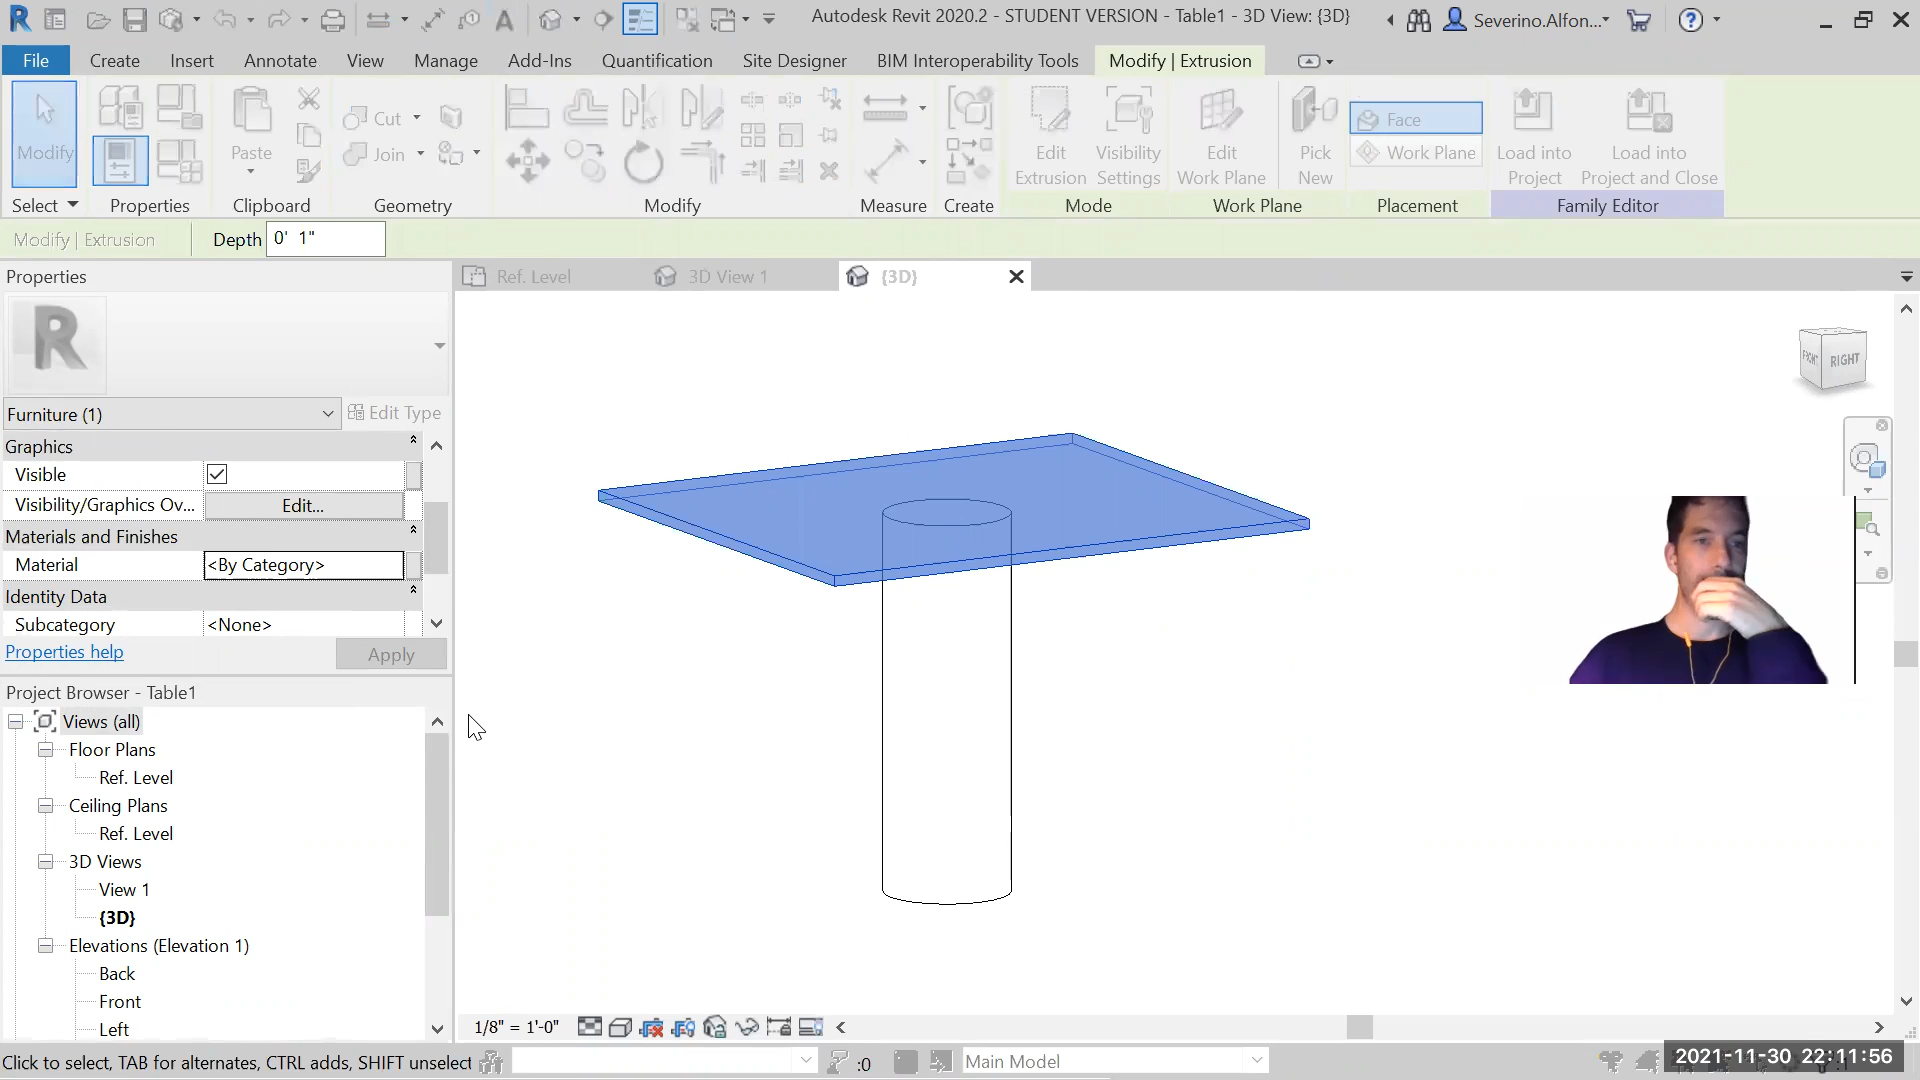 Autodesk Revit 2020.2 - STUDENT VERSION - Table1 - 3D View: {3D}
Severino.Alfon...
File
Create
Insert
Annotate
View
Manage
Add-Ins
Quantification
Site Designer
BIM Interoperability Tools
Modify | Extrusion
Modify
Paste
Cut
Join
Edit Extrusion
Visibility Settings
Edit Work Plane
Pick New
Face
Work Plane
Load into Project
Load into Project and Close
Select
Properties
Clipboard
Geometry
Modify
Measure
Create
Mode
Work Plane
Placement
Family Editor
Modify | Extrusion
Depth 0' 1"
Properties
Ref. Level
3D View 1
{3D}
Furniture (1)
Edit Type
Graphics
Visible
Visibility/Graphics Ov... Edit...
Materials and Finishes
Material <By Category>
Identity Data
Subcategory <None>
Properties help
Apply
Project Browser - Table1
Views (all)
Floor Plans
Ref. Level
Ceiling Plans
Ref. Level
3D Views
View 1
{3D}
Elevations (Elevation 1)
Back
Front
Left
FRONT
RIGHT
1/8" = 1'-0"
Click to select, TAB for alternates, CTRL adds, SHIFT unselect
:0
Main Model
2021-11-30 22:11:56